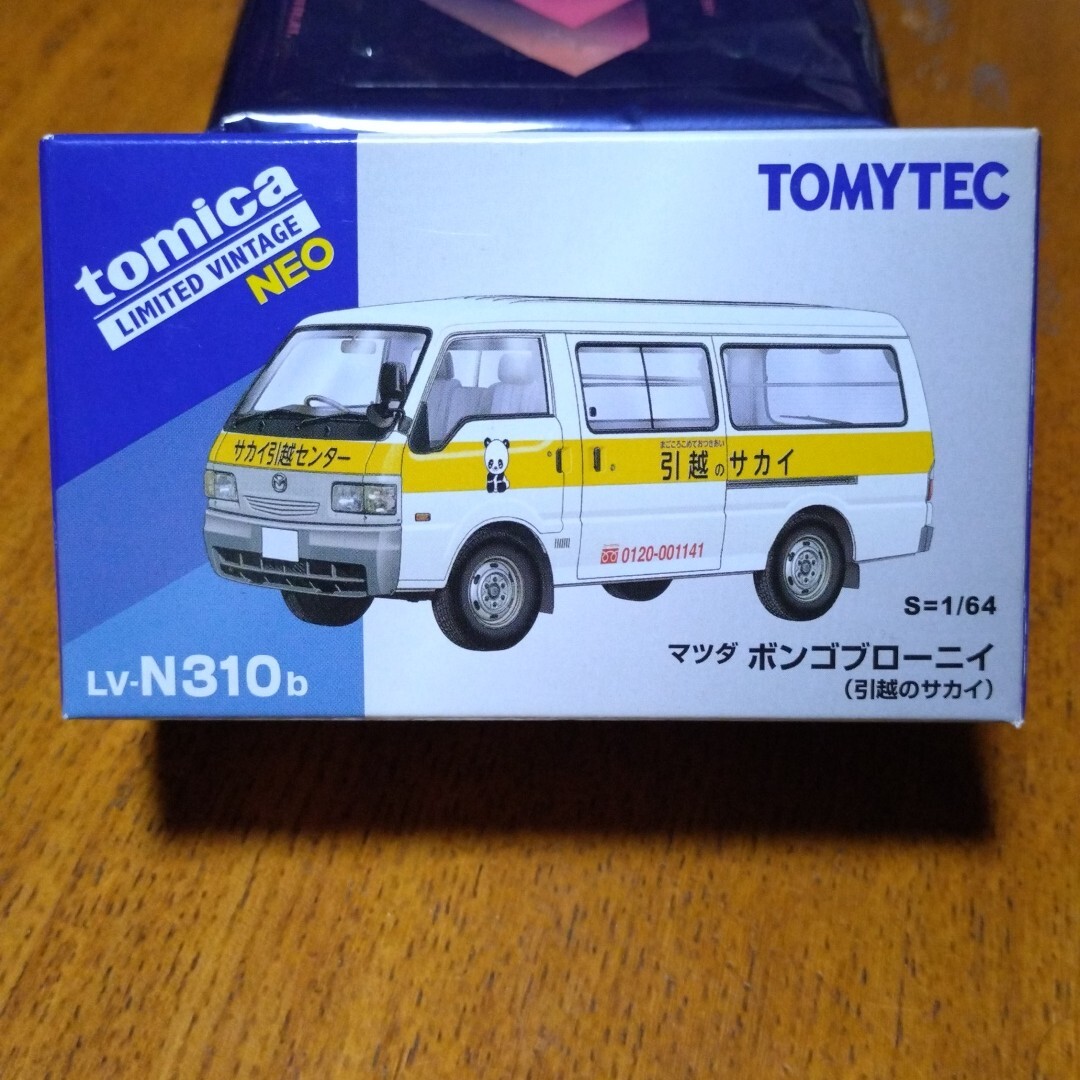 tomica
LIMITED VINTAGE
NEO
TOMYTEC
サカイ引越センター
まごころこめておつきあい
引越のサカイ
0120-001141
S=1/64
LV-N310b
マツダ ボンゴブローニイ
(引越のサカイ)